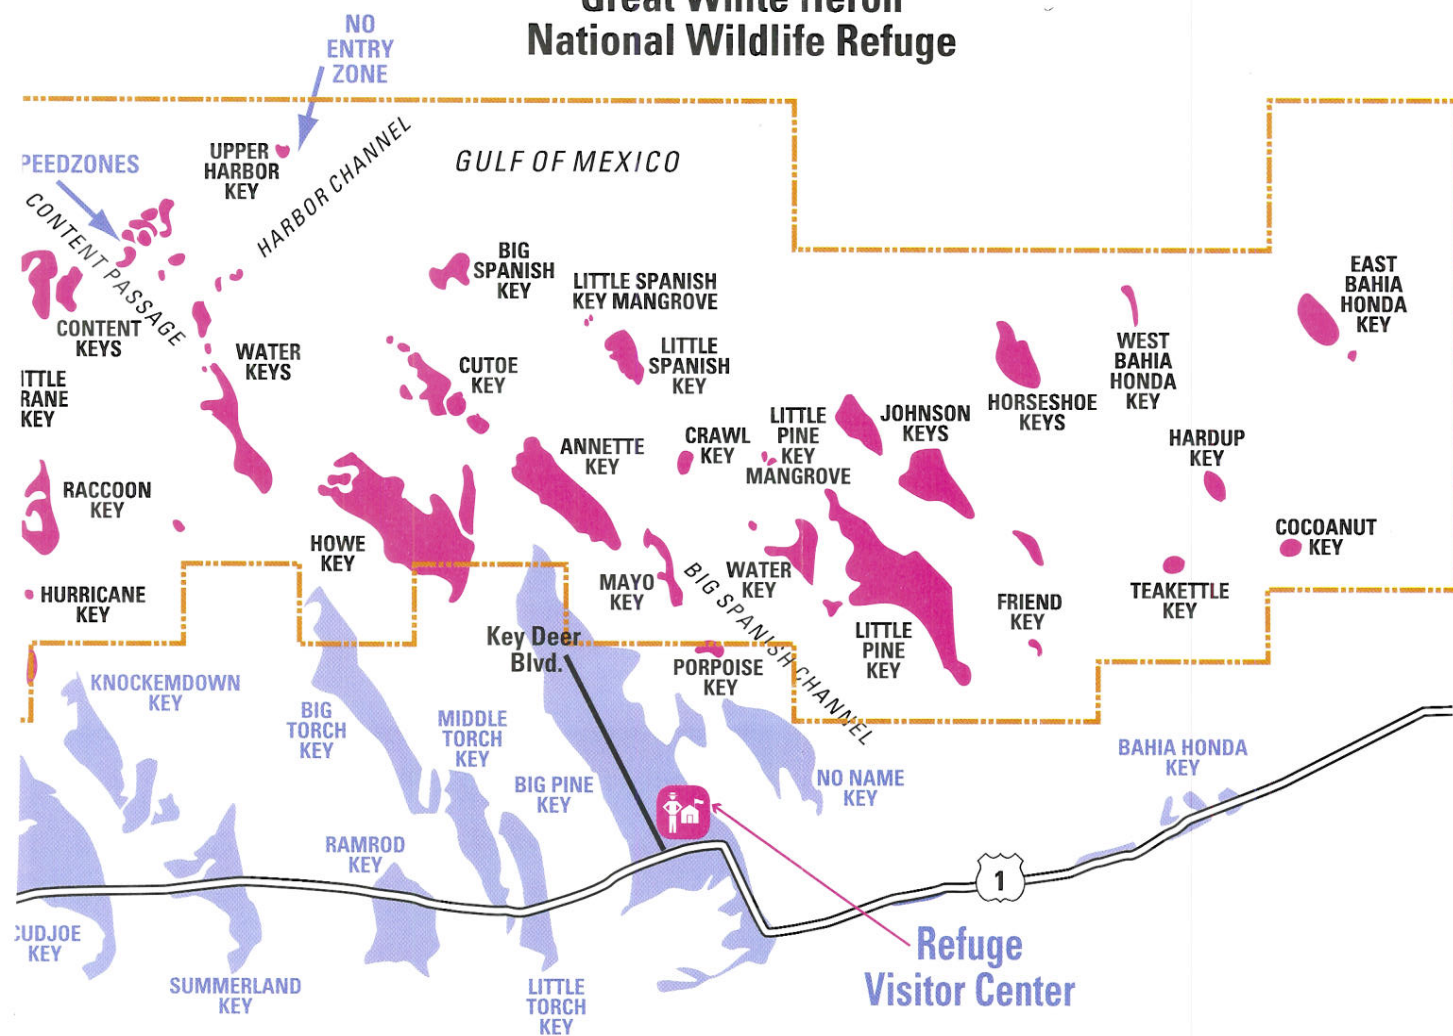 Great White Heron
National Wildlife Refuge
NO
ENTRY
ZONE
PEEDZONES
UPPER
HARBOR
KEY
HARBOR CHANNEL
GULF OF MEXICO
CONTENT PASSAGE
CONTENT
KEYS
BIG
SPANISH
KEY
LITTLE SPANISH
KEY MANGROVE
EAST
BAHIA
HONDA
KEY
WATER
KEYS
CUTOE
KEY
LITTLE
SPANISH
KEY
WEST
BAHIA
HONDA
KEY
ITTLE
RANE
KEY
HORSESHOE
KEYS
JOHNSON
KEYS
LITTLE
PINE
KEY
MANGROVE
CRAWL
KEY
ANNETTE
KEY
HARDUP
KEY
RACCOON
KEY
HOWE
KEY
COCOANUT
KEY
HURRICANE
KEY
MAYO
KEY
BIG SPANISH CHANNEL
WATER
KEY
TEAKETTLE
KEY
FRIEND
KEY
LITTLE
PINE
KEY
Key Deer
Blvd.
PORPOISE
KEY
KNOCKEMDOWN
KEY
BIG
TORCH
KEY
MIDDLE
TORCH
KEY
BIG PINE
KEY
NO NAME
KEY
BAHIA HONDA
KEY
RAMROD
KEY
1
CUDJOE
KEY
SUMMERLAND
KEY
LITTLE
TORCH
KEY
Refuge
Visitor Center